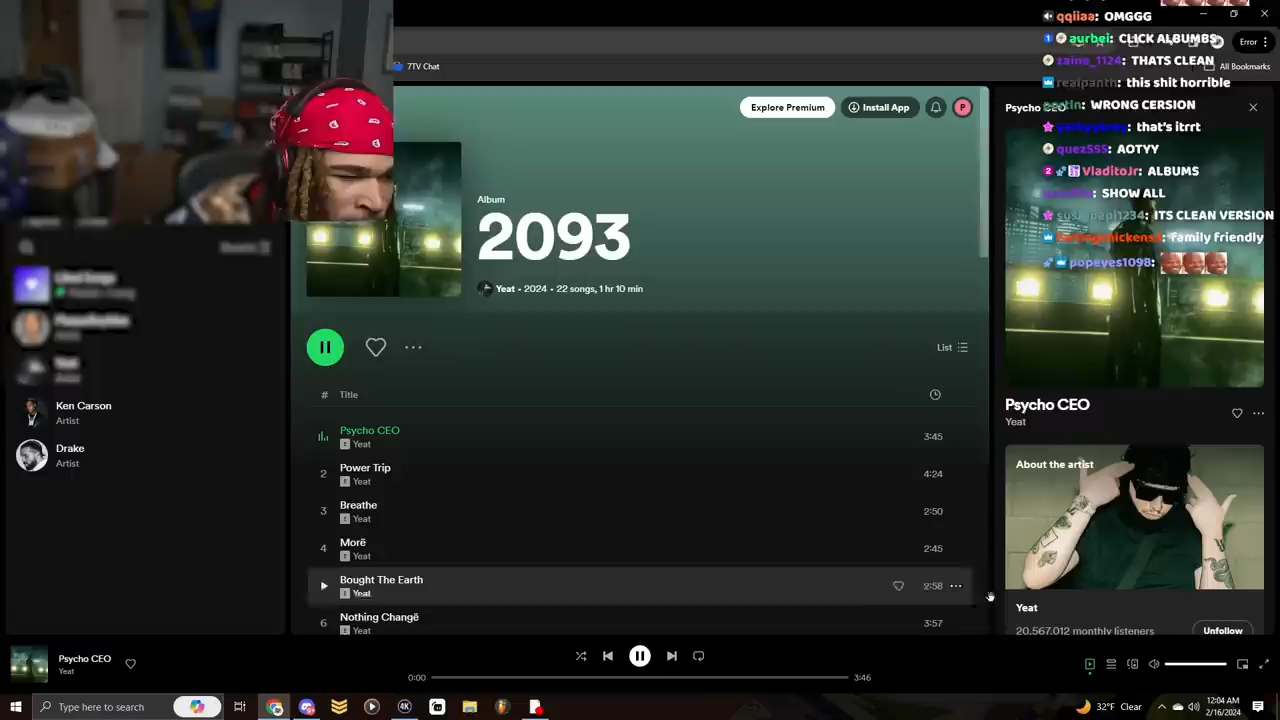 qqiiaa: OMGGG
aurbei: CLICK ALBUMBS
Error
7TV Chat
zains_1124: THATS CLEAN
All Bookmarks
realpanth: this shit horrible
Explore Premium
Install App
P
Psycho CEO
WRONG CERSION
that's itrrt
quez555: AOTYY
2 VladitoJr: ALBUMS
SHOW ALL
ITS CLEAN VERSION
family friendly
popeyes1098:
Album
2093
Yeat • 2024 • 22 songs, 1 hr 10 min
List
# Title
Psycho CEO
E Yeat
3:45
2 Power Trip
E Yeat
4:24
3 Breathe
E Yeat
2:50
4 Morë
E Yeat
2:45
Bought The Earth
E Yeat
2:58
6 Nothing Changë
E Yeat
3:57
Ken Carson
Artist
Drake
Artist
Psycho CEO
Yeat
About the artist
Yeat
20,567,012 monthly listeners
Unfollow
Psycho CEO
Yeat
0:00
3:46
Type here to search
4K
32°F Clear
12:04 AM
2/16/2024